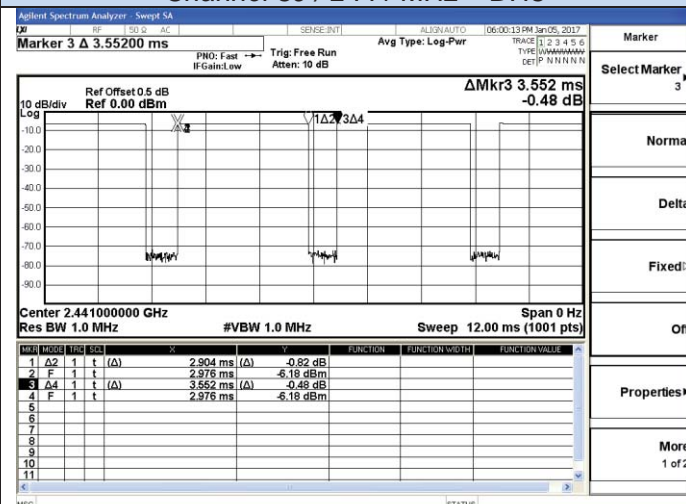 Agilent Spectrum Analyzer - Swept SA
LXI RF 50 Ω AC SENSE:INT ALIGN AUTO 06:00:13 PM Jan 05, 2017
Marker 3 Δ 3.55200 ms
PNO: Fast
IFGain:Low
Trig: Free Run
Atten: 10 dB
Avg Type: Log-Pwr
TRACE 1 2 3 4 5 6
TYPE
DET P N N N N N
ΔMkr3 3.552 ms
-0.48 dB
Ref Offset 0.5 dB
10 dB/div Ref 0.00 dBm
Log
1Δ2 3Δ4
-10.0
-20.0
-30.0
-40.0
-50.0
-60.0
-70.0
-80.0
-90.0
Center 2.441000000 GHz Span 0 Hz
Res BW 1.0 MHz #VBW 1.0 MHz Sweep 12.00 ms (1001 pts)
MKR MODE TRC SCL X Y FUNCTION FUNCTION WIDTH FUNCTION VALUE
1 Δ2 1 t (Δ) 2.904 ms (Δ) -0.82 dB
2 F 1 t 2.976 ms -6.18 dBm
3 Δ4 1 t (Δ) 3.552 ms (Δ) -0.48 dB
4 F 1 t 2.976 ms -6.18 dBm
5
6
7
8
9
10
11
MSG STATUS
Marker
Select Marker
3
Norma
Delta
Fixed
Of
Properties
More
1 of 2